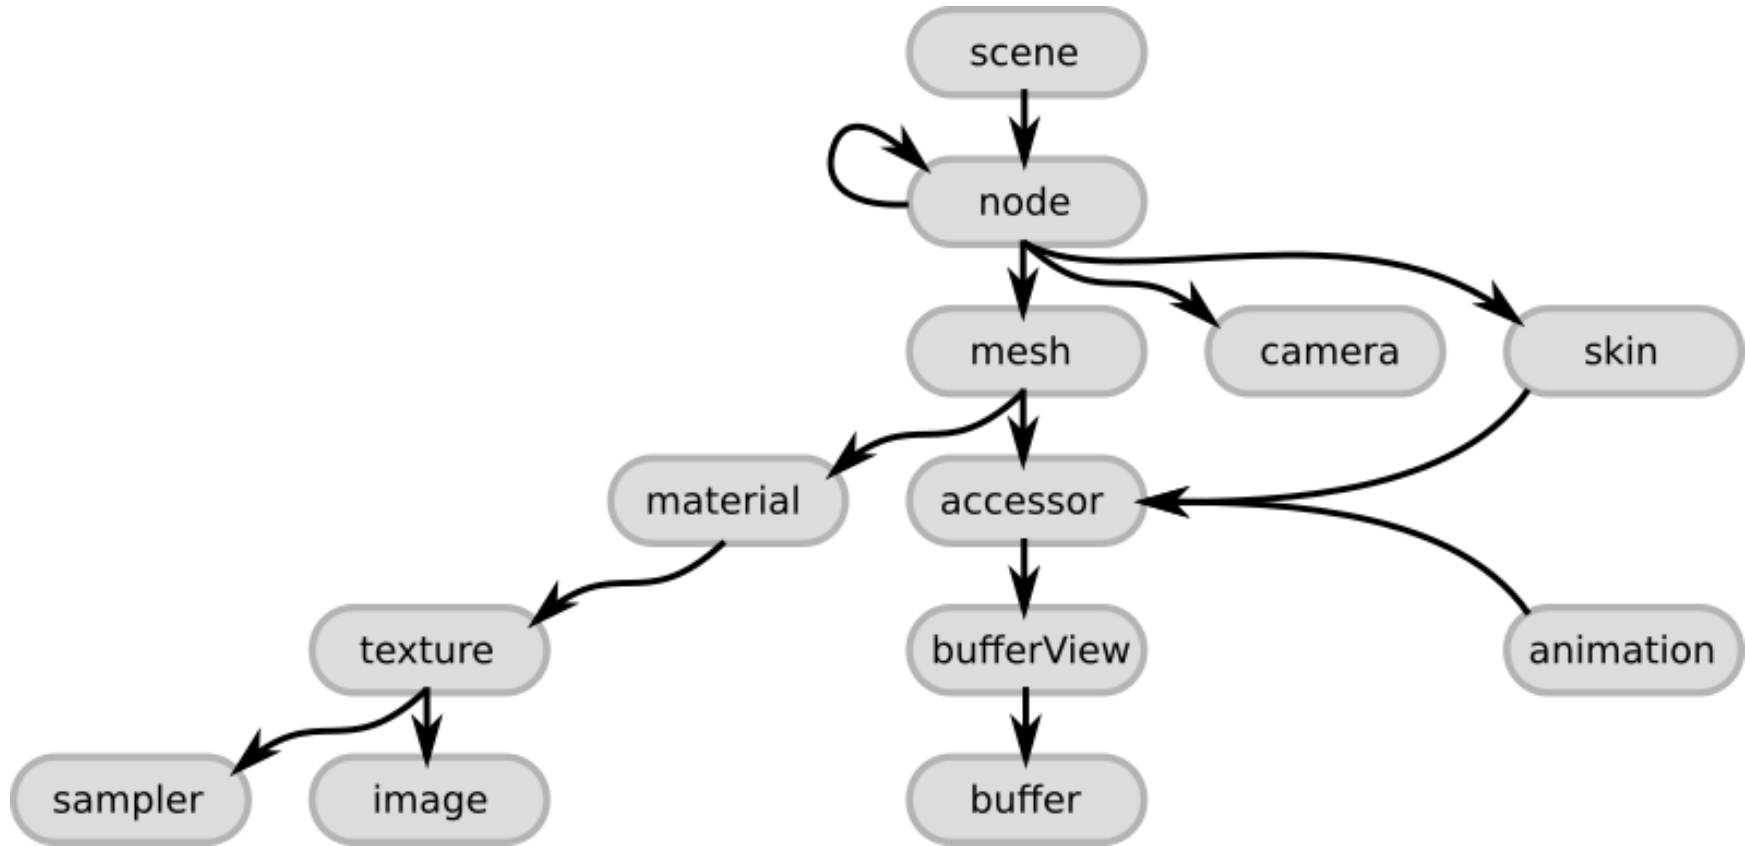 scene
node
mesh
camera
skin
material
accessor
texture
bufferView
animation
sampler
image
buffer